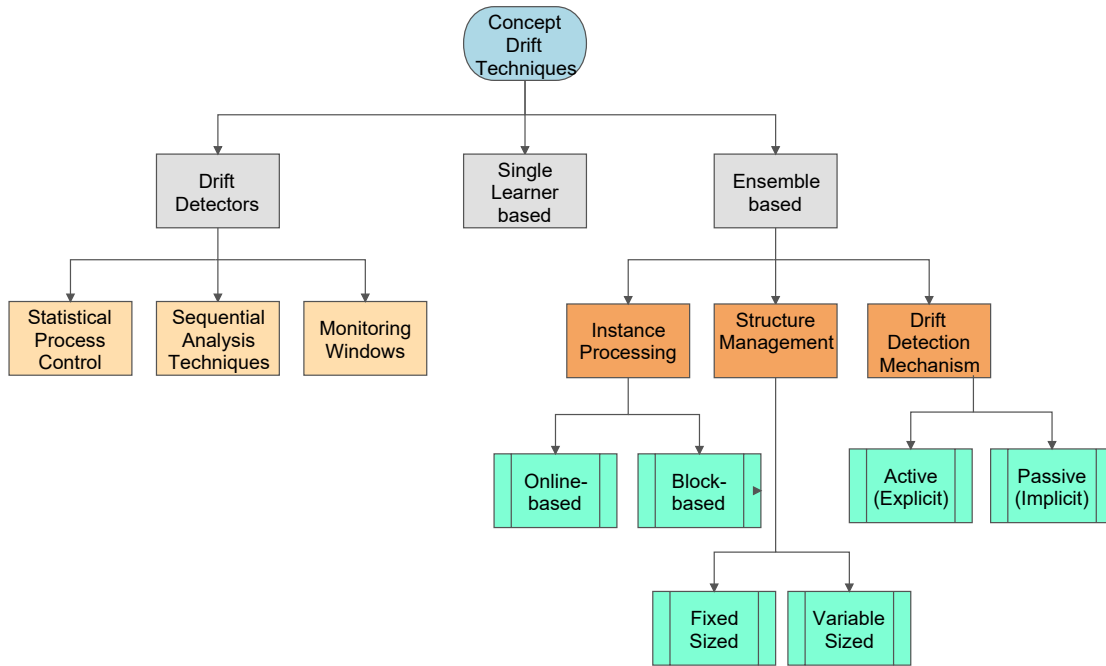 Concept
Drift
Techniques
Drift
Detectors
Single
Learner
based
Ensemble
based
Statistical
Process
Control
Sequential
Analysis
Techniques
Monitoring
Windows
Instance
Processing
Structure
Management
Drift
Detection
Mechanism
Online-
based
Block-
based
Active
(Explicit)
Passive
(Implicit)
Fixed
Sized
Variable
Sized